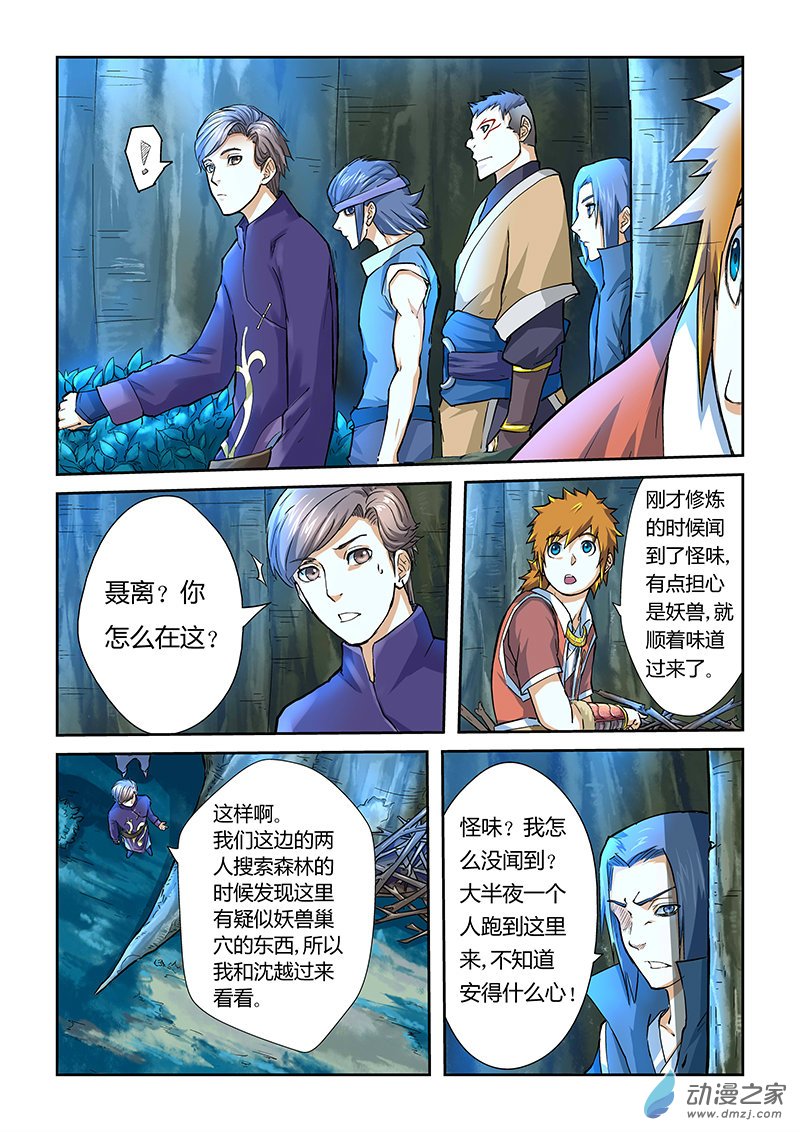 ！
聂离？你
怎么在这？
刚才修炼
的时候闻
到了怪味，
有点担心
是妖兽，就
顺着味道
过来了。
这样啊。
我们这边的两
人搜索森林的
时候发现这里
有疑似妖兽巢
穴的东西，所以
我和沈越过来
看看。
怪味？我怎
么没闻到？
大半夜一个
人跑到这里
来，不知道
安得什么心！
动漫之家
www.dmzj.com